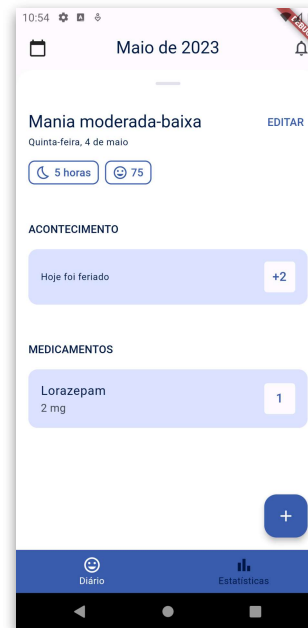 10:54
Maio de 2023
Mania moderada-baixa
EDITAR
Quinta-feira, 4 de maio
5 horas
75
ACONTECIMENTO
Hoje foi feriado
+2
MEDICAMENTOS
Lorazepam
2 mg
1
+
Diário
Estatísticas